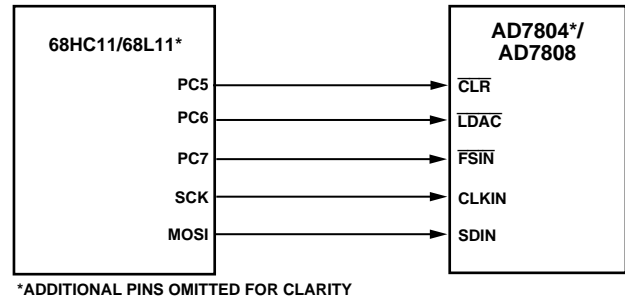 68HC11/68L11*
AD7804*/
AD7808
PC5
CLR
PC6
LDAC
PC7
FSIN
SCK
CLKIN
MOSI
SDIN
*ADDITIONAL PINS OMITTED FOR CLARITY